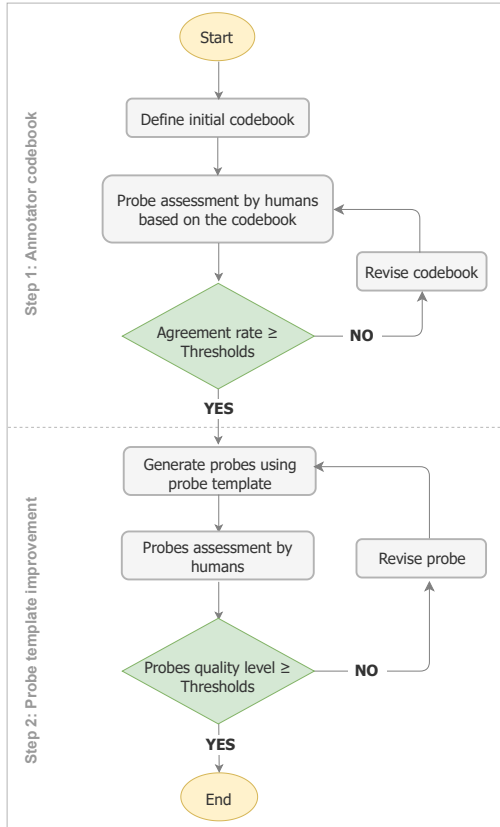 Step 1: Annotator codebook
Start
Define initial codebook
Probe assessment by humans
based on the codebook
Revise codebook
Agreement rate ≥
Thresholds
NO
YES
Step 2: Probe template improvement
Generate probes using
probe template
Probes assessment by
humans
Revise probe
Probes quality level ≥
Thresholds
NO
YES
End